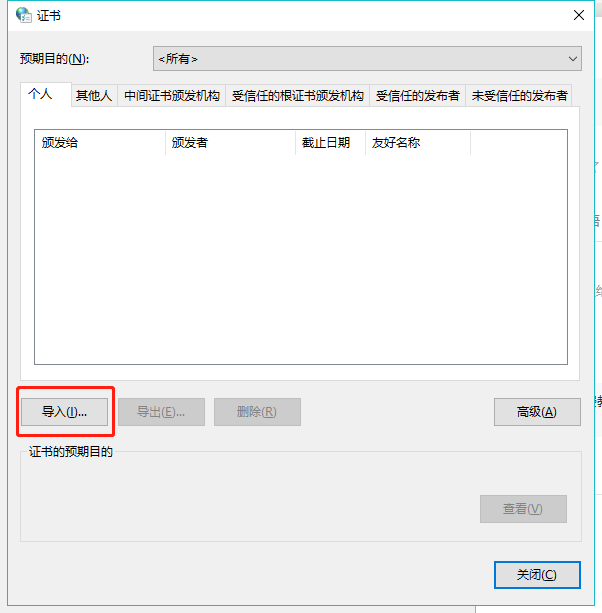 证书
预期目的(N):
<所有>
个人 其他人 中间证书颁发机构 受信任的根证书颁发机构 受信任的发布者 未受信任的发布者
颁发给 颁发者 截止日期 友好名称
导入(I)... 导出(E)... 删除(R) 高级(A)
证书的预期目的
查看(V)
关闭(C)